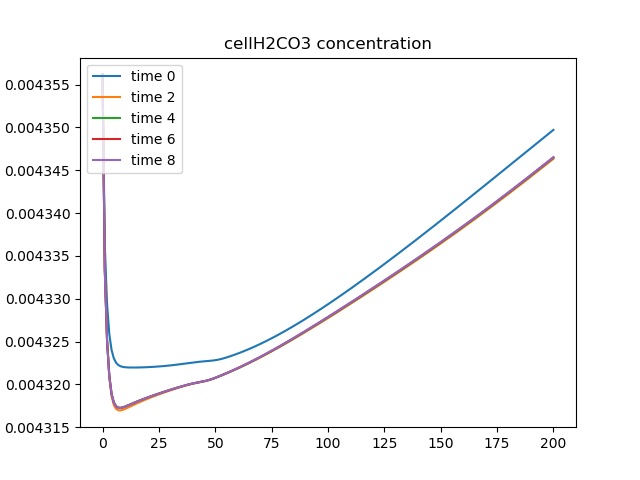 cellH2CO3 concentration
time 0
time 2
time 4
time 6
time 8
0.004355
0.004350
0.004345
0.004340
0.004335
0.004330
0.004325
0.004320
0.004315
0 25 50 75 100 125 150 175 200